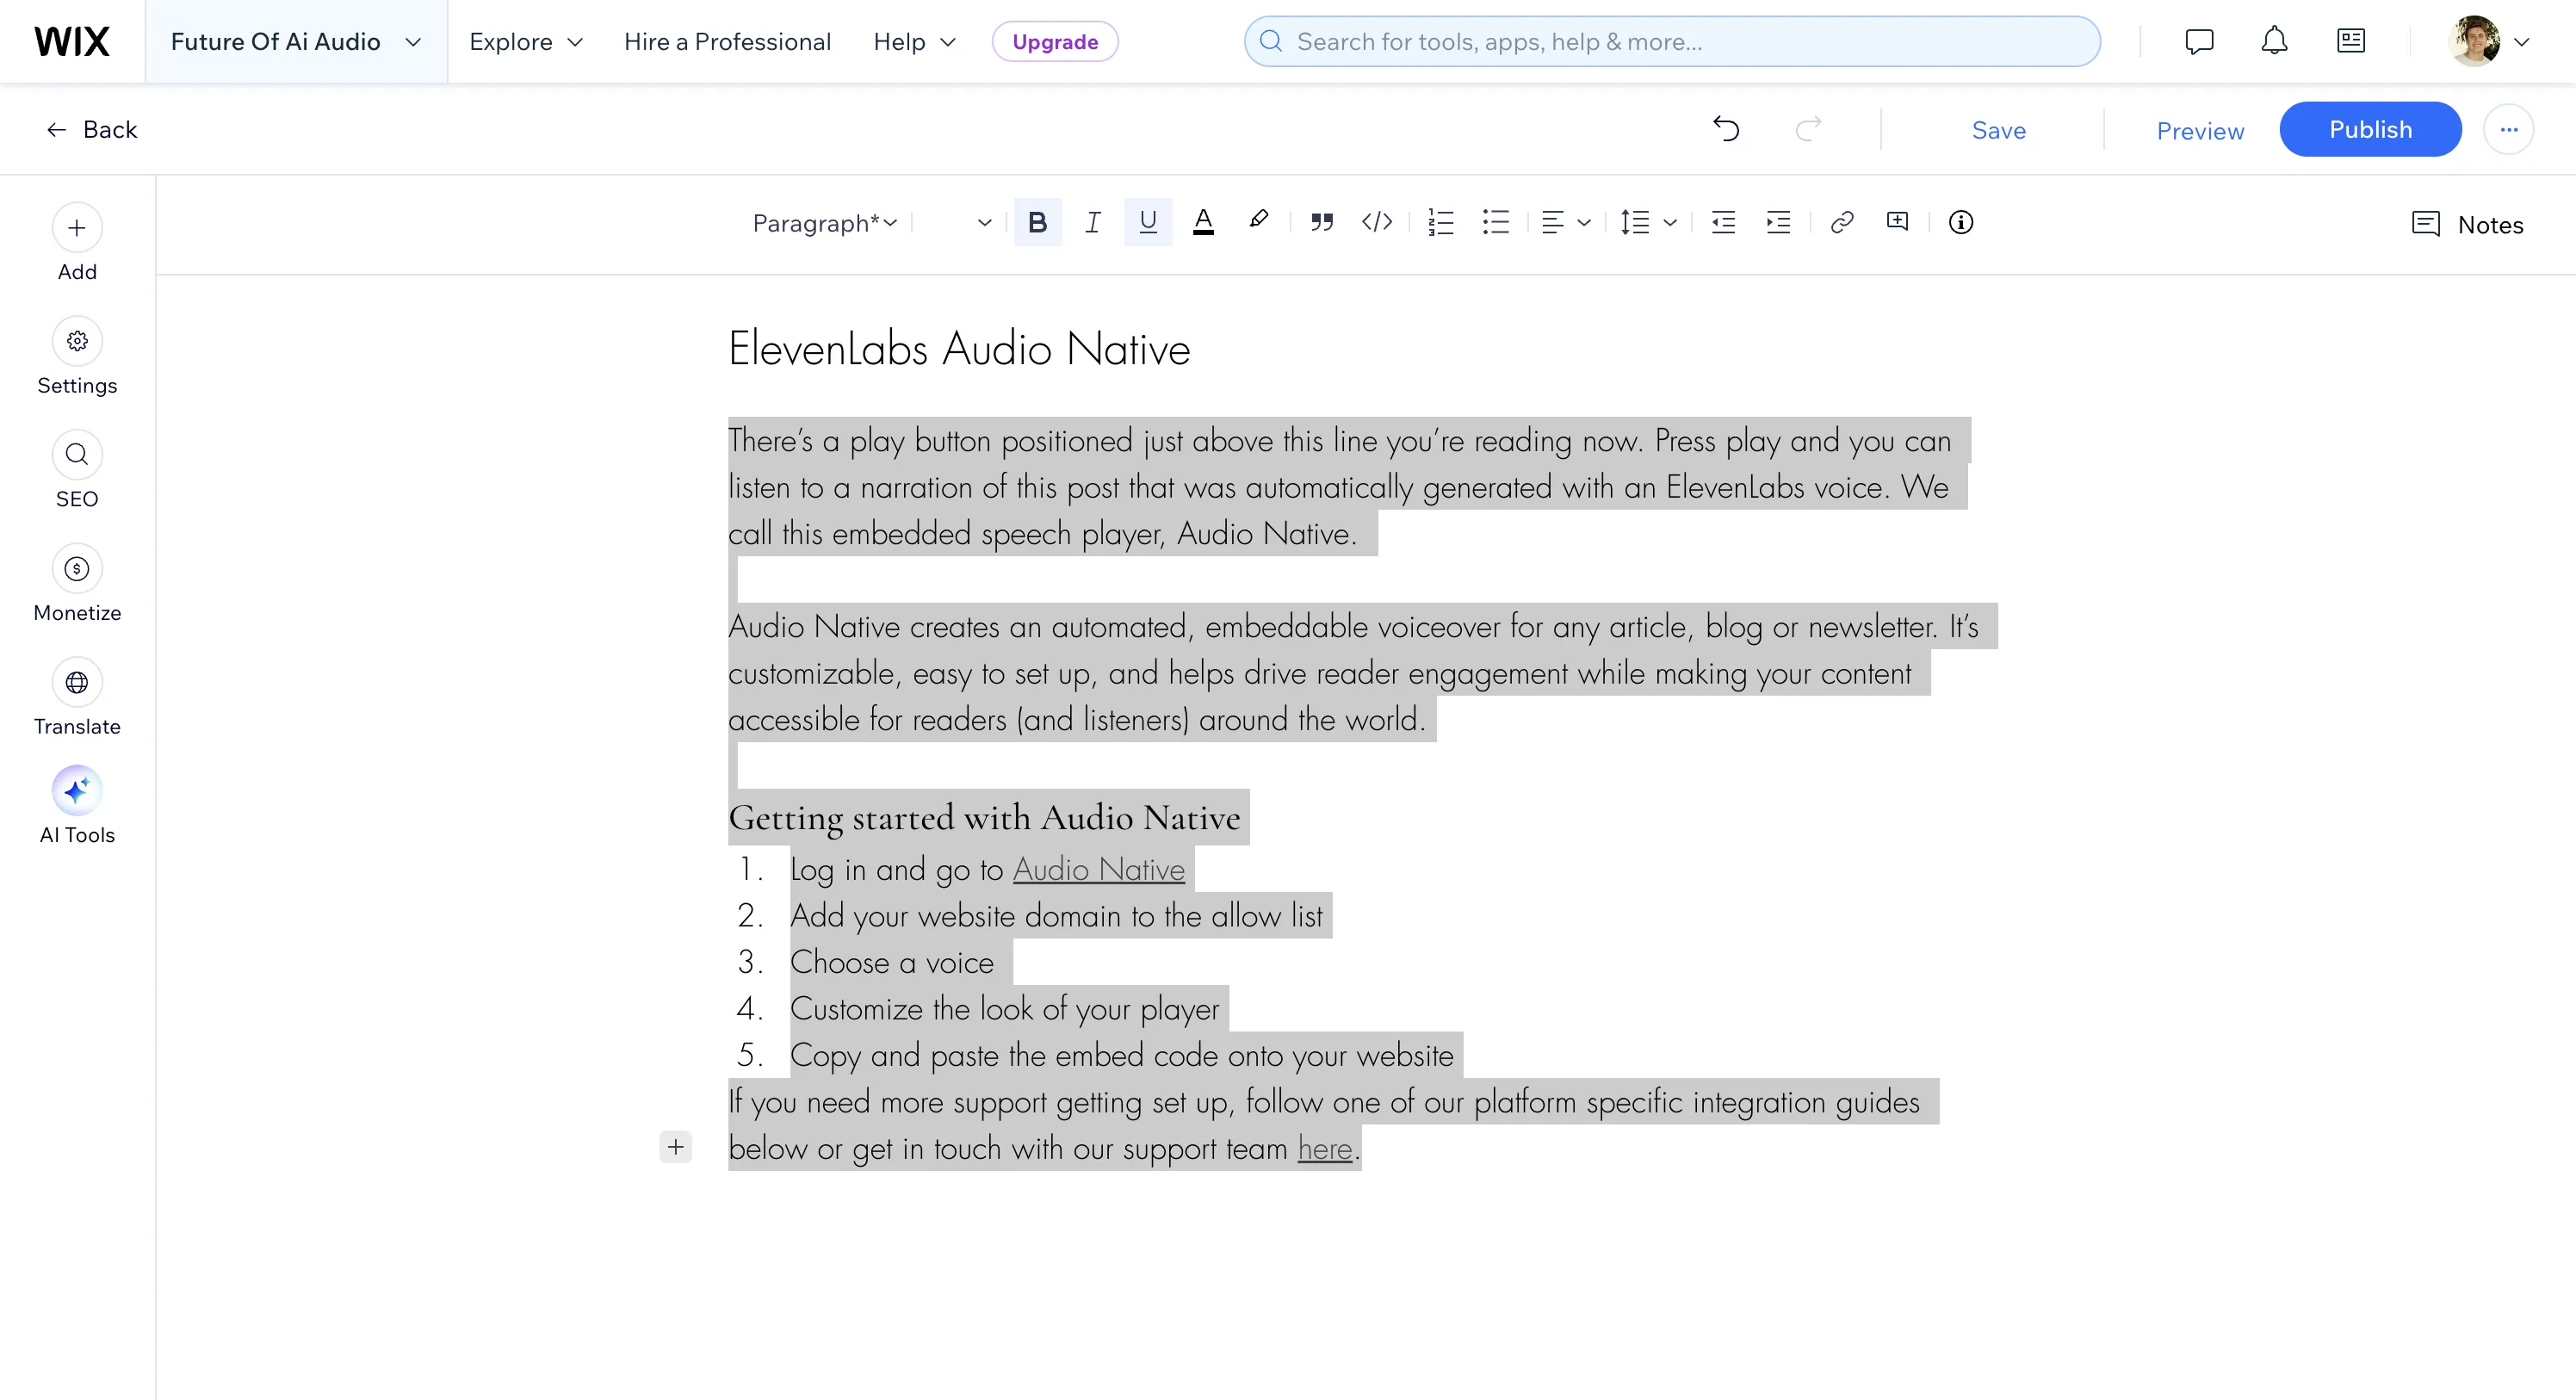 WIX
Future Of Ai Audio
Explore
Hire a Professional
Help
Upgrade
Search for tools, apps, help & more...
Back
Save
Preview
Publish
Paragraph*
B I U A
Notes
Add
Settings
SEO
Monetize
Translate
AI Tools
ElevenLabs Audio Native
There’s a play button positioned just above this line you’re reading now. Press play and you can
listen to a narration of this post that was automatically generated with an ElevenLabs voice. We
call this embedded speech player, Audio Native.
Audio Native creates an automated, embeddable voiceover for any article, blog or newsletter. It’s
customizable, easy to set up, and helps drive reader engagement while making your content
accessible for readers (and listeners) around the world.
Getting started with Audio Native
1. Log in and go to Audio Native
2. Add your website domain to the allow list
3. Choose a voice
4. Customize the look of your player
5. Copy and paste the embed code onto your website
If you need more support getting set up, follow one of our platform specific integration guides
below or get in touch with our support team here.